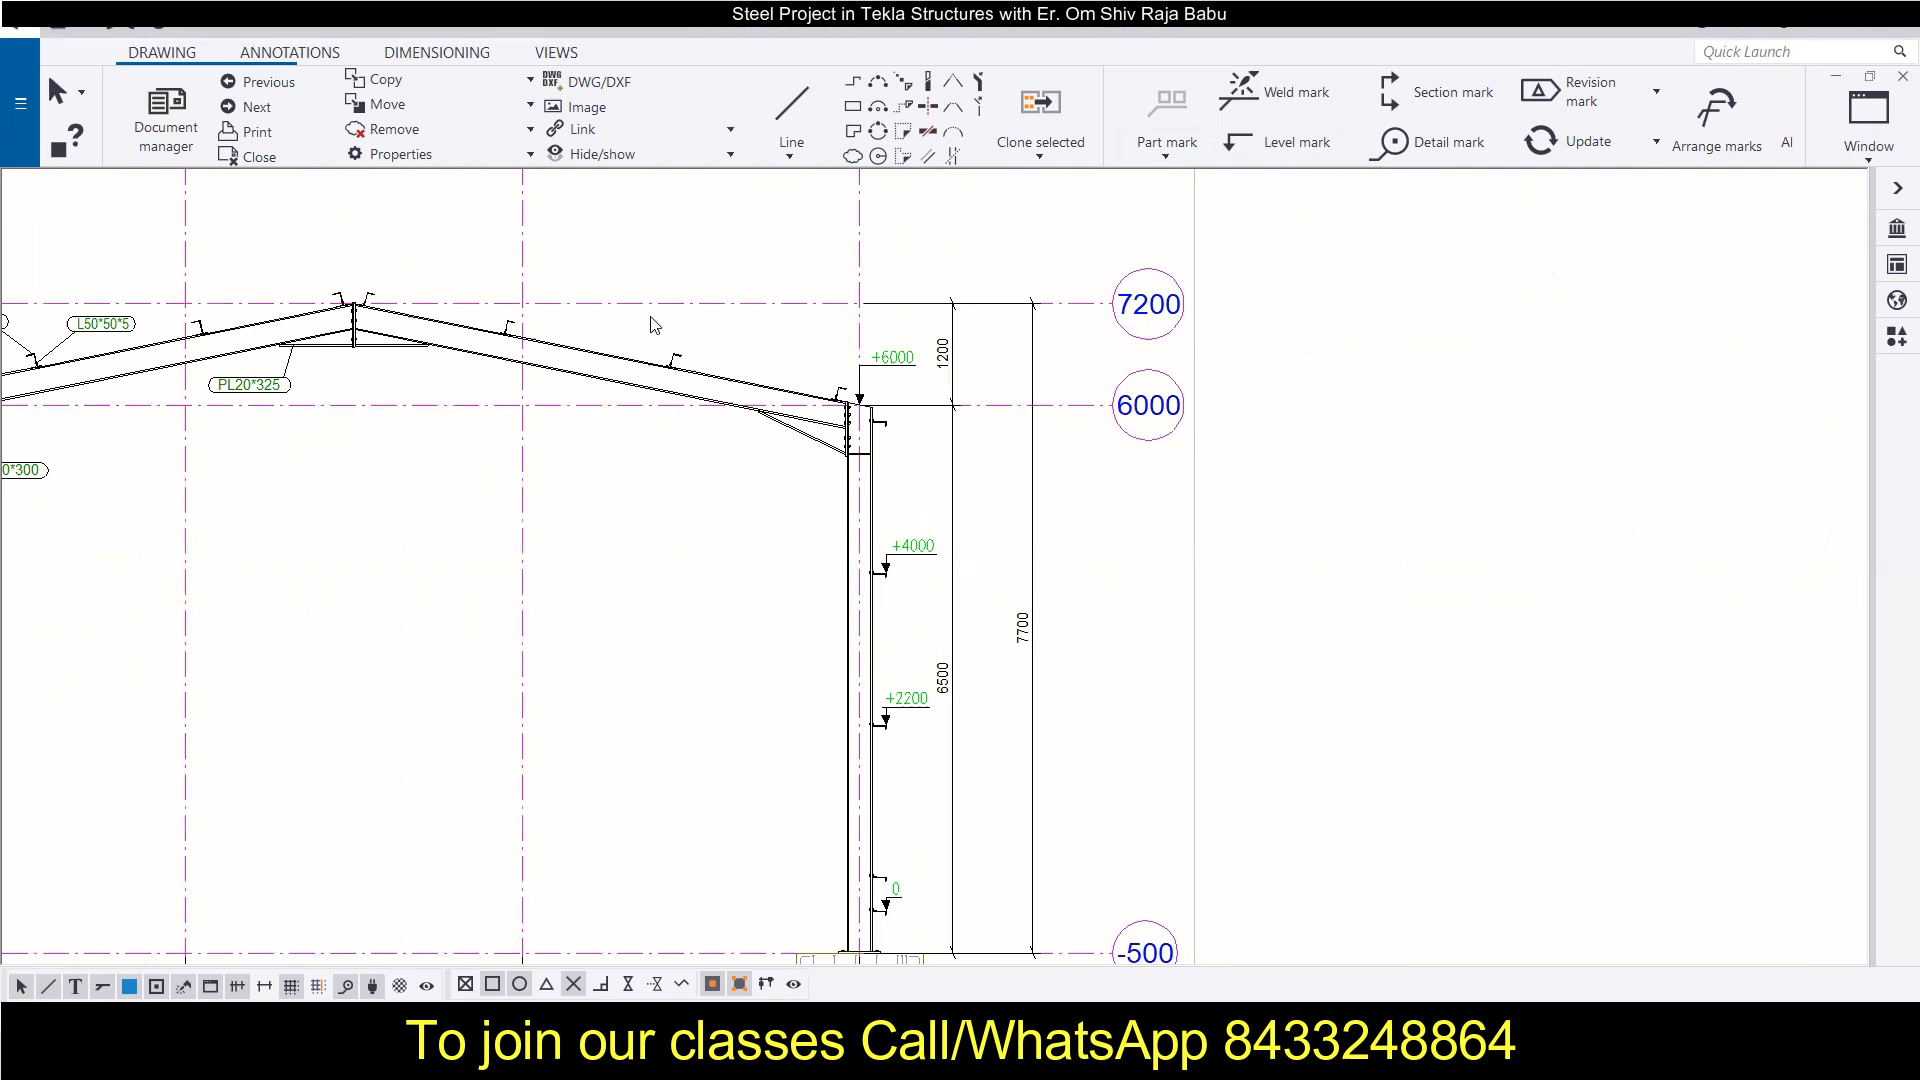 Steel Project in Tekla Structures with Er. Om Shiv Raja Babu
DRAWING ANNOTATIONS DIMENSIONING VIEWS
Quick Launch
Document manager
Previous
Next
Print
Close
Copy
Move
Remove
Properties
DWG/DXF
Image
Link
Hide/show
Line
Clone selected
Part mark
Weld mark
Level mark
Section mark
Detail mark
Revision mark
Update
Arrange marks
Al
Window
7200
L50*50*5
1200
+6000
PL20*325
6000
0*300
+4000
7700
6500
+2200
0
-500
To join our classes Call/WhatsApp 8433248864